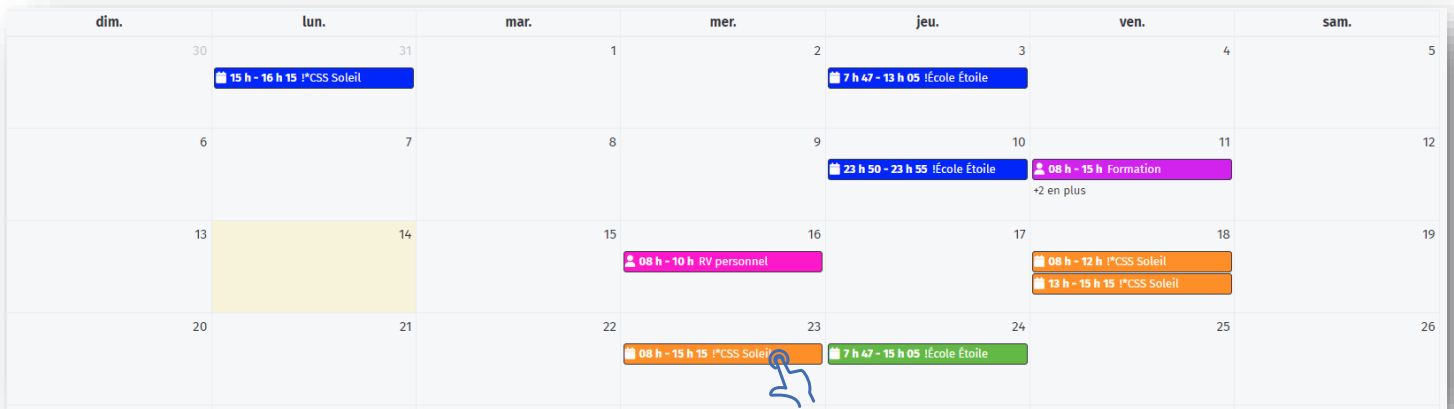 dim. lun. mar. mer. jeu. ven. sam.
30 31 1 2 3 4 5
15 h - 16 h 15 !*CSS Soleil 7 h 47 - 13 h 05 !École Étoile
6 7 8 9 10 11 12
23 h 50 - 23 h 55 !École Étoile 08 h - 15 h Formation
+2 en plus
13 14 15 16 17 18 19
08 h - 10 h RV personnel 08 h - 12 h !*CSS Soleil
13 h - 15 h 15 !*CSS Soleil
20 21 22 23 24 25 26
08 h - 15 h 15 !*CSS Soleil 7 h 47 - 15 h 05 !École Étoile